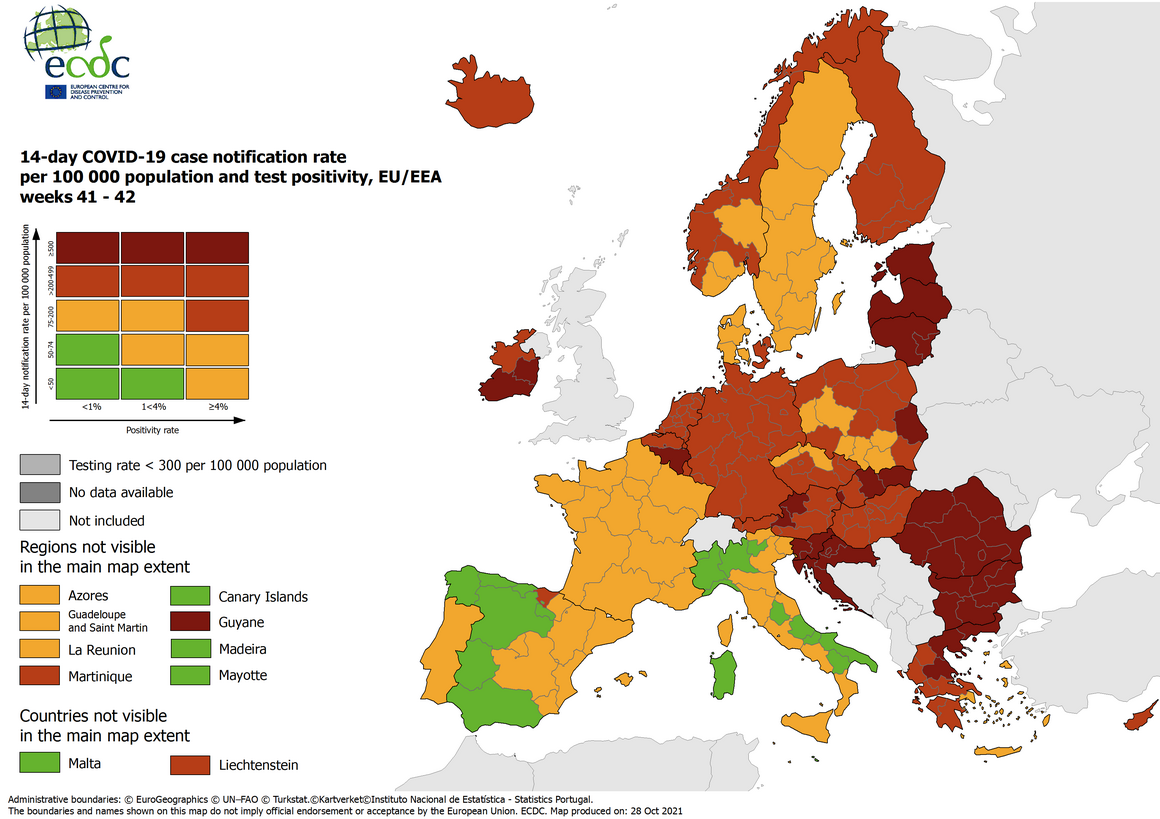 ecdc
EUROPEAN CENTRE FOR
DISEASE PREVENTION
AND CONTROL
14-day COVID-19 case notification rate
per 100 000 population and test positivity, EU/EEA
weeks 41 - 42
14-day notification rate per 100 000 population
≥500
>200-499
75-200
50-74
<50
<1%
1<4%
≥4%
Positivity rate
Testing rate < 300 per 100 000 population
No data available
Not included
Regions not visible
in the main map extent
Azores
Canary Islands
Guadeloupe
and Saint Martin
Guyane
La Reunion
Madeira
Martinique
Mayotte
Countries not visible
in the main map extent
Malta
Liechtenstein
Administrative boundaries: © EuroGeographics © UN–FAO © Turkstat.©Kartverket©Instituto Nacional de Estatística - Statistics Portugal.
The boundaries and names shown on this map do not imply official endorsement or acceptance by the European Union. ECDC. Map produced on: 28 Oct 2021